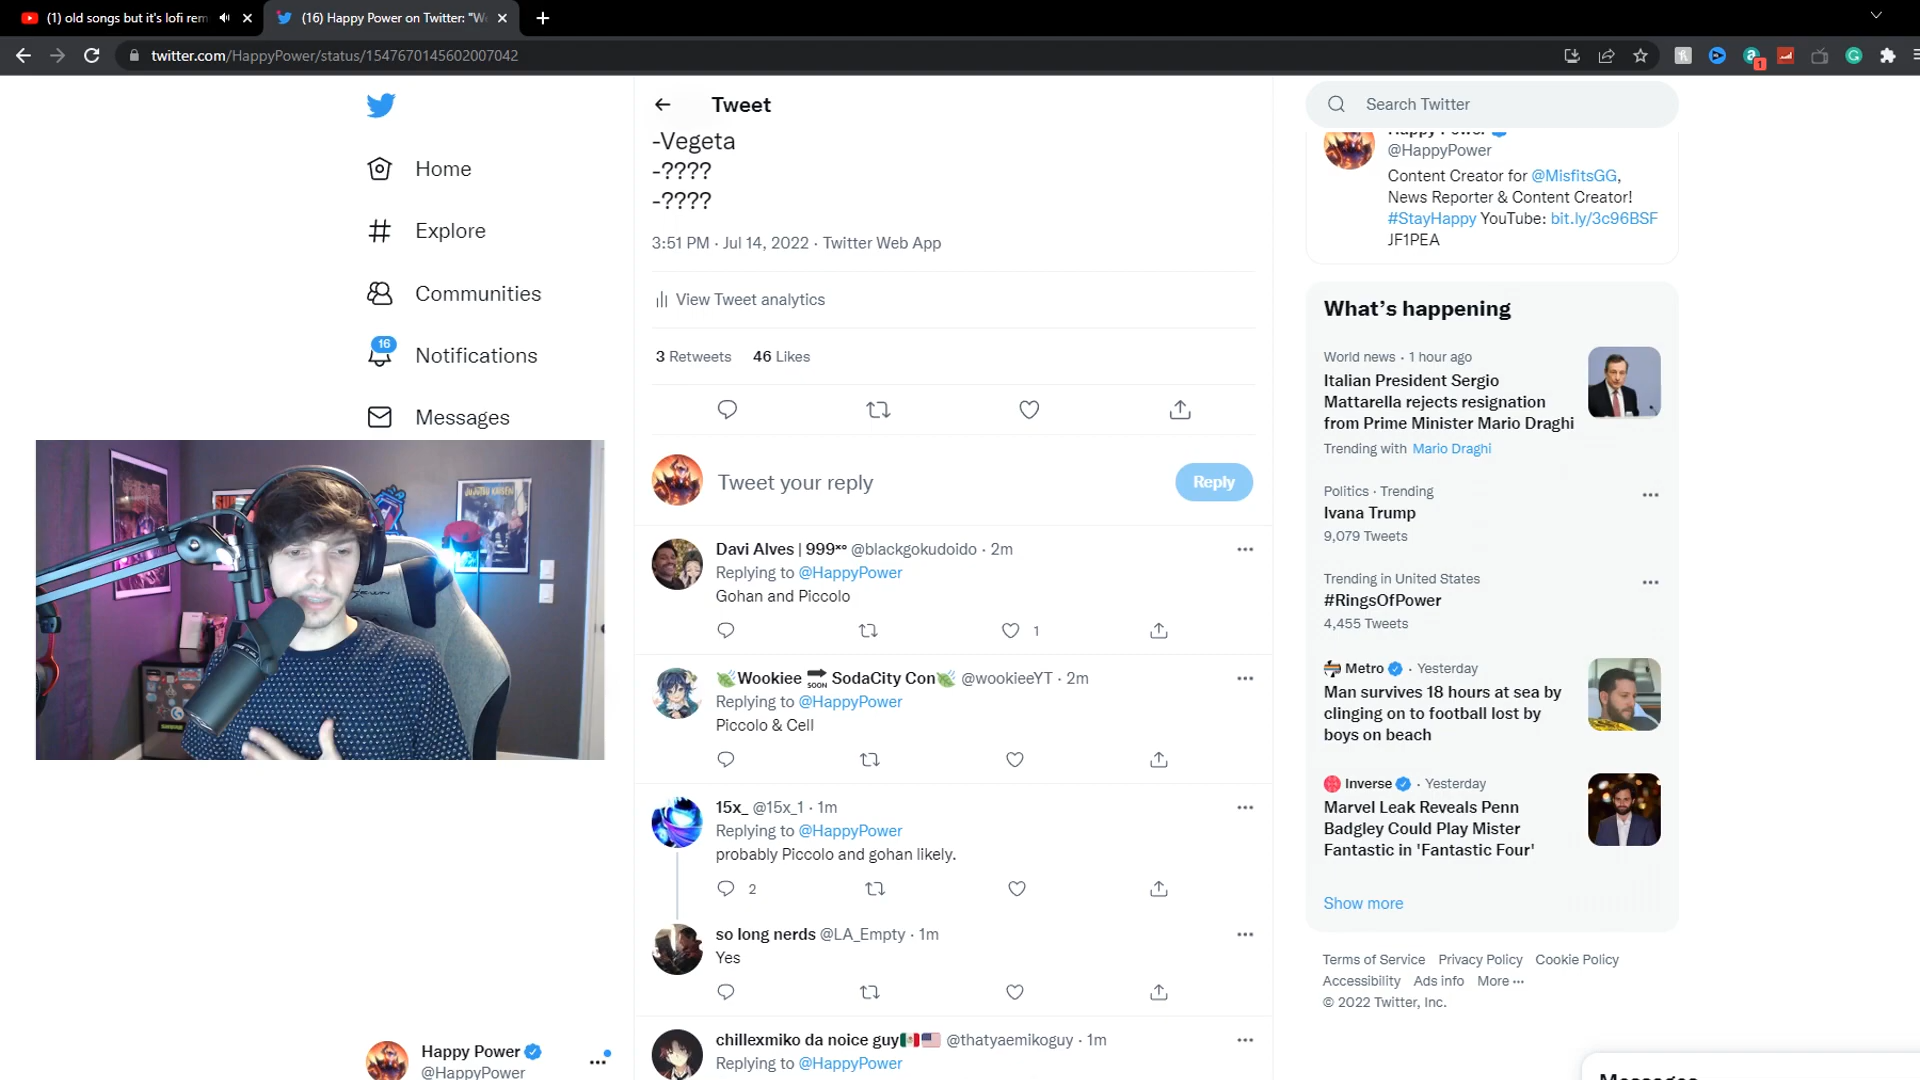 (1) old songs but it's lofi rem
(16) Happy Power on Twitter: "W
twitter.com/HappyPower/status/1547670145602007042
1
Home
Explore
Communities
16
Notifications
Messages
JUJUTSU KAISEN
Happy Power
@HappyPower
Tweet
-Vegeta
-????
-????
3:51 PM · Jul 14, 2022 · Twitter Web App
View Tweet analytics
3 Retweets 46 Likes
Tweet your reply
Reply
Davi Alves | 999ˣᵒ @blackgokudoido · 2m
Replying to @HappyPower
Gohan and Piccolo
1
Wookiee SOON SodaCity Con @wookieeYT · 2m
Replying to @HappyPower
Piccolo & Cell
15x_ @15x_1 · 1m
Replying to @HappyPower
probably Piccolo and gohan likely.
2
so long nerds @LA_Empty · 1m
Yes
chillexmiko da noice guy @thatyaemikoguy · 1m
Replying to @HappyPower
Search Twitter
Happy Power
@HappyPower
Content Creator for @MisfitsGG,
News Reporter & Content Creator!
#StayHappy YouTube: bit.ly/3c96BSF
JF1PEA
What's happening
World news · 1 hour ago
Italian President Sergio
Mattarella rejects resignation
from Prime Minister Mario Draghi
Trending with Mario Draghi
Politics · Trending
Ivana Trump
9,079 Tweets
Trending in United States
#RingsOfPower
4,455 Tweets
Metro · Yesterday
Man survives 18 hours at sea by
clinging on to football lost by
boys on beach
Inverse · Yesterday
Marvel Leak Reveals Penn
Badgley Could Play Mister
Fantastic in 'Fantastic Four'
Show more
Terms of Service Privacy Policy Cookie Policy
Accessibility Ads info More ···
© 2022 Twitter, Inc.
Messages